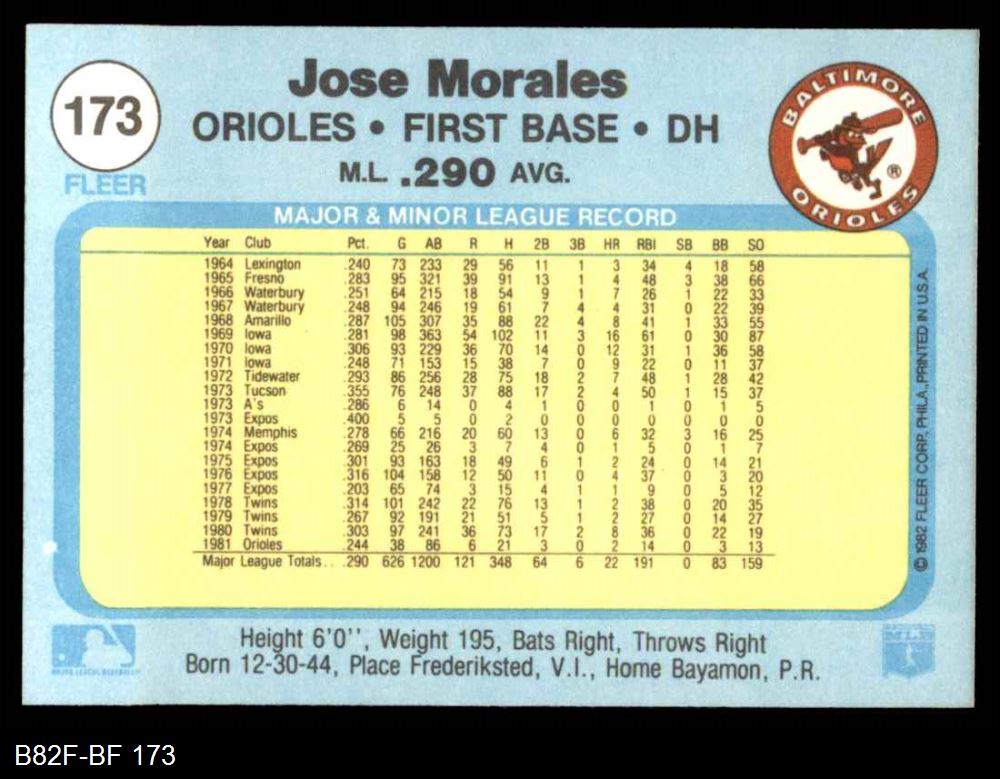 Jose Morales
173
ORIOLES • FIRST BASE • DH
M.L. .290 AVG.
FLEER
BALTIMORE
ORIOLES
®
MAJOR & MINOR LEAGUE RECORD
Year Club Pct. G AB R H 2B 3B HR RBI SB BB SO
1964 Lexington .240 73 233 29 56 11 1 3 34 4 18 58
1965 Fresno .283 95 321 39 91 13 1 4 48 3 38 66
1966 Waterbury .251 64 215 18 54 9 1 7 26 1 22 33
1967 Waterbury .248 94 246 19 61 7 4 4 31 0 22 39
1968 Amarillo .287 105 307 35 88 22 4 8 41 1 33 55
1969 Iowa .281 98 363 54 102 11 3 16 61 0 30 87
1970 Iowa .306 93 229 36 70 14 0 12 31 1 36 58
1971 Iowa .248 71 153 15 38 7 0 9 22 0 11 37
1972 Tidewater .293 86 256 28 75 18 2 7 48 1 28 42
1973 Tucson .355 76 248 37 88 17 2 4 50 1 15 37
1973 A's .286 6 14 0 4 1 0 0 1 0 1 5
1973 Expos .400 5 5 0 2 0 0 0 0 0 0 0
1974 Memphis .278 66 216 20 60 13 0 6 32 3 16 25
1974 Expos .269 25 26 3 7 4 0 1 5 0 1 7
1975 Expos .301 93 163 18 49 6 1 2 24 0 14 21
1976 Expos .316 104 158 12 50 11 0 4 37 0 3 20
1977 Expos .203 65 74 3 15 4 1 1 9 0 5 12
1978 Twins .314 101 242 22 76 13 1 2 38 0 20 35
1979 Twins .267 92 191 21 51 5 1 2 27 0 14 27
1980 Twins .303 97 241 36 73 17 2 8 36 0 22 19
1981 Orioles .244 38 86 6 21 3 0 2 14 0 3 13
Major League Totals. . .290 626 1200 121 348 64 6 22 191 0 83 159
© 1982 FLEER CORP., PHILA., PRINTED IN U.S.A.
Height 6'0'', Weight 195, Bats Right, Throws Right
Born 12-30-44, Place Frederiksted, V.I., Home Bayamon, P.R.
MAJOR LEAGUE BASEBALL
B82F-BF 173